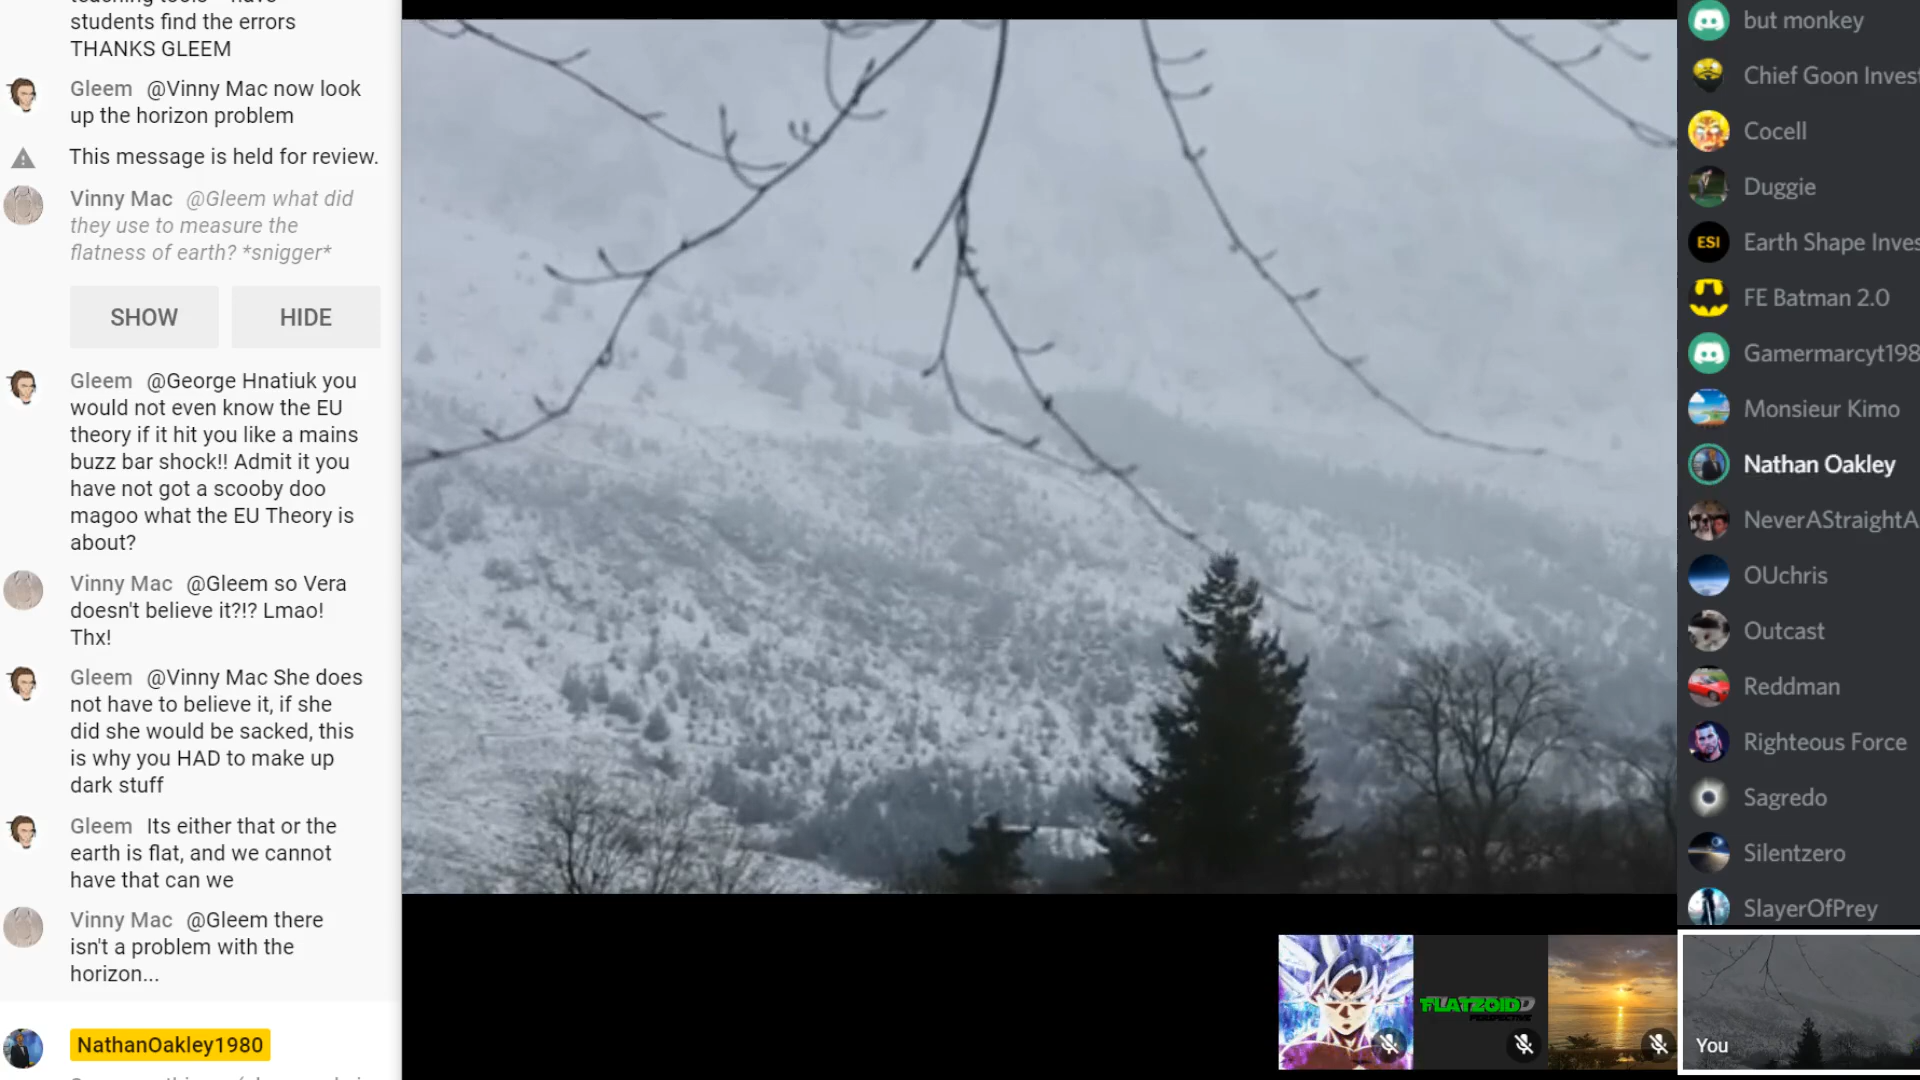 students find the errors
THANKS GLEEM
Gleem @Vinny Mac now look
up the horizon problem
This message is held for review.
Vinny Mac @Gleem what did
they use to measure the
flatness of earth? *snigger*
SHOW HIDE
Gleem @George Hnatiuk you
would not even know the EU
theory if it hit you like a mains
buzz bar shock!! Admit it you
have not got a scooby doo
magoo what the EU Theory is
about?
Vinny Mac @Gleem so Vera
doesn't believe it?!? Lmao!
Thx!
Gleem @Vinny Mac She does
not have to believe it, if she
did she would be sacked, this
is why you HAD to make up
dark stuff
Gleem Its either that or the
earth is flat, and we cannot
have that can we
Vinny Mac @Gleem there
isn't a problem with the
horizon...
NathanOakley1980
but monkey
Chief Goon Invest
Cocell
Duggie
ESI Earth Shape Inves
FE Batman 2.0
Gamermarcyt198
Monsieur Kimo
Nathan Oakley
NeverAStraightA
OUchris
Outcast
Reddman
Righteous Force
Sagredo
Silentzero
SlayerOfPrey
FLATZOID
PERSPECTIVE
You